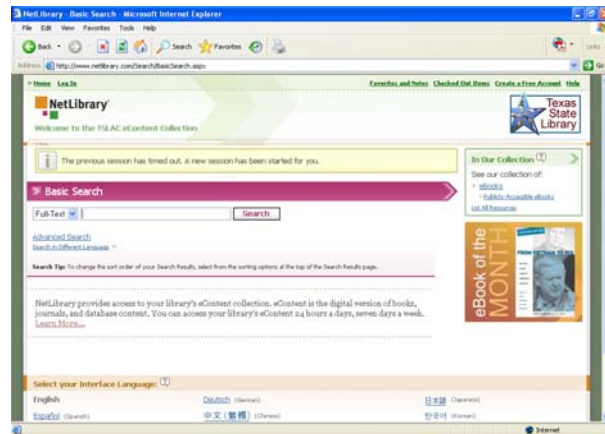 NetLibrary - Basic Search - Microsoft Internet Explorer
File Edit View Favorites Tools Help
Back Search Favorites Links
Address http://www.netlibrary.com/Search/BasicSearch.aspx Go
Home Log In Favorites and Notes Checked Out Items Create a Free Account Help
NetLibrary Texas
State
Library
Welcome to the TSLAC eContent Collection
The previous session has timed out. A new session has been started for you.
In Our Collection
See our collection of:
eBooks
Publicly-Accessible eBooks
List All Resources
Basic Search
Full-Text Search
Advanced Search
Search in Different Language
Search Tip: To change the sort order of your Search Results, select from the sorting options at the top of the Search Results page.
eBook of the
MONTH
NetLibrary provides access to your library's eContent collection. eContent is the digital version of books,
journals, and database content. You can access your library's eContent 24 hours a days, seven days a week.
Learn More...
Select your Interface Language:
English Deutsch (German) 日本語 (Japanese)
Español (Spanish) 中文(繁體) (Chinese) 한국어 (Korean)
Internet